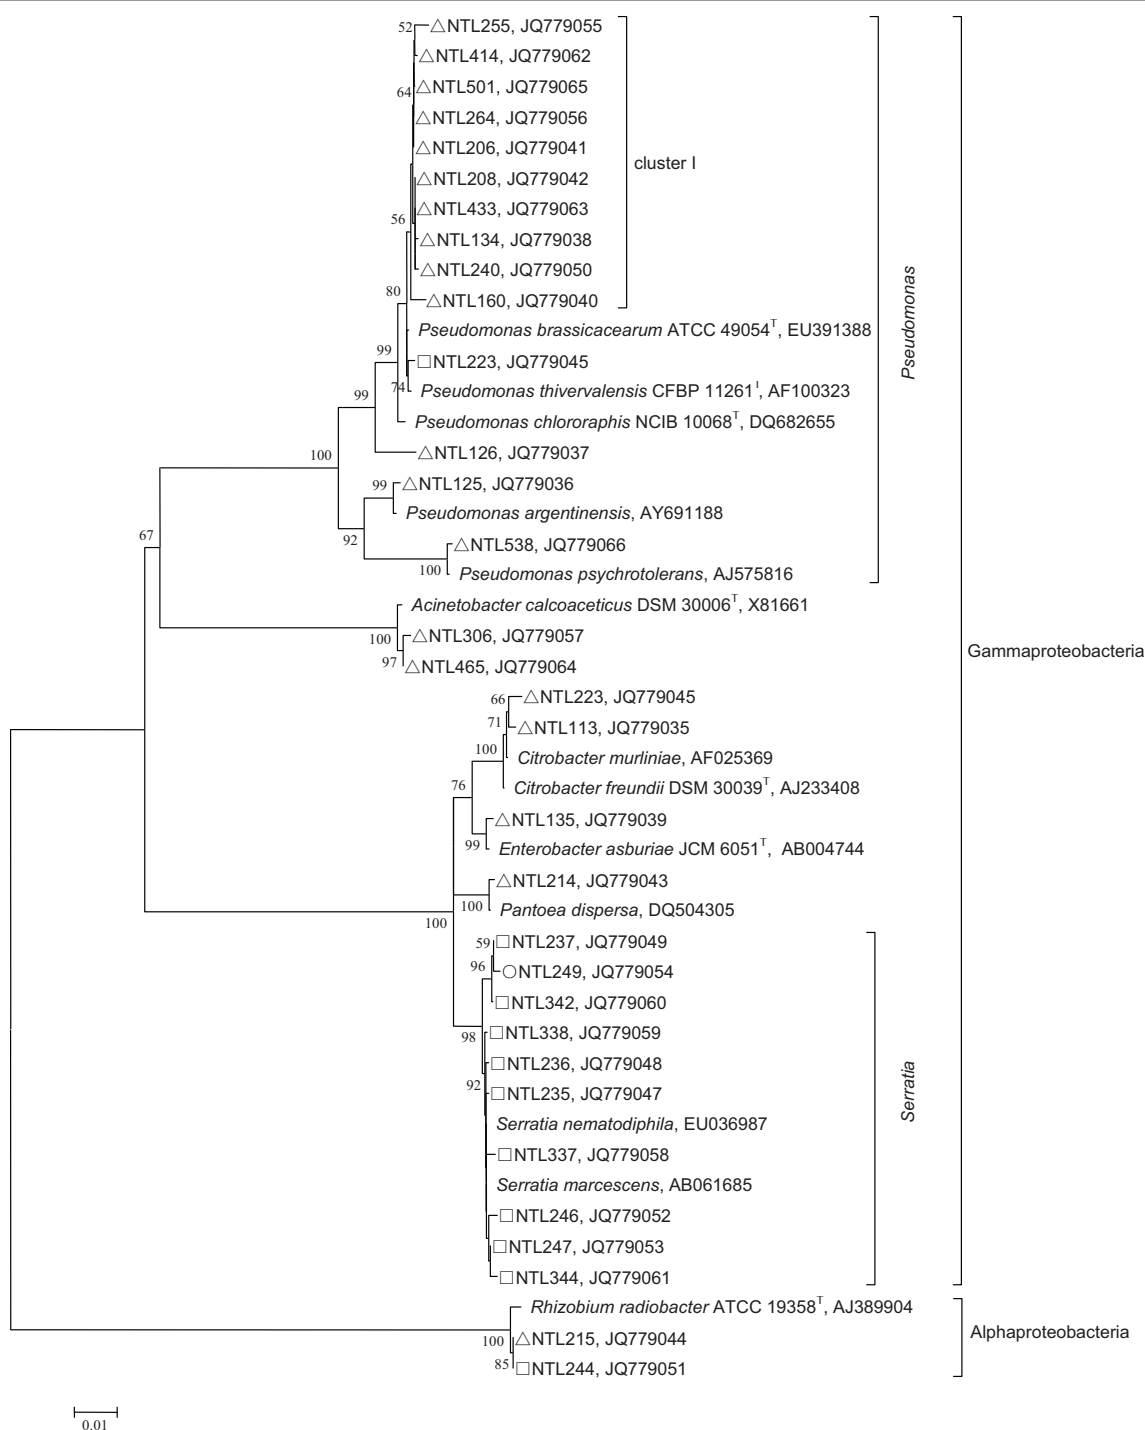 52
△NTL255, JQ779055
△NTL414, JQ779062
64
△NTL501, JQ779065
△NTL264, JQ779056
△NTL206, JQ779041
cluster I
△NTL208, JQ779042
56
△NTL433, JQ779063
△NTL134, JQ779038
△NTL240, JQ779050
80
△NTL160, JQ779040
Pseudomonas
Pseudomonas brassicacearum ATCC 49054T, EU391388
99
□NTL223, JQ779045
74
Pseudomonas thivervalensis CFBP 11261I, AF100323
99
Pseudomonas chlororaphis NCIB 10068T, DQ682655
100
△NTL126, JQ779037
99
△NTL125, JQ779036
Pseudomonas argentinensis, AY691188
67
92
△NTL538, JQ779066
100
Pseudomonas psychrotolerans, AJ575816
Acinetobacter calcoaceticus DSM 30006T, X81661
100
△NTL306, JQ779057
97
△NTL465, JQ779064
Gammaproteobacteria
66
△NTL223, JQ779045
71
△NTL113, JQ779035
100
Citrobacter murliniae, AF025369
76
Citrobacter freundii DSM 30039T, AJ233408
△NTL135, JQ779039
99
Enterobacter asburiae JCM 6051T, AB004744
△NTL214, JQ779043
100
Pantoea dispersa, DQ504305
100
59
□NTL237, JQ779049
96
○NTL249, JQ779054
□NTL342, JQ779060
98
□NTL338, JQ779059
□NTL236, JQ779048
92
□NTL235, JQ779047
Serratia
Serratia nematodiphila, EU036987
□NTL337, JQ779058
Serratia marcescens, AB061685
□NTL246, JQ779052
□NTL247, JQ779053
□NTL344, JQ779061
Rhizobium radiobacter ATCC 19358T, AJ389904
Alphaproteobacteria
100
△NTL215, JQ779044
85
□NTL244, JQ779051
0.01